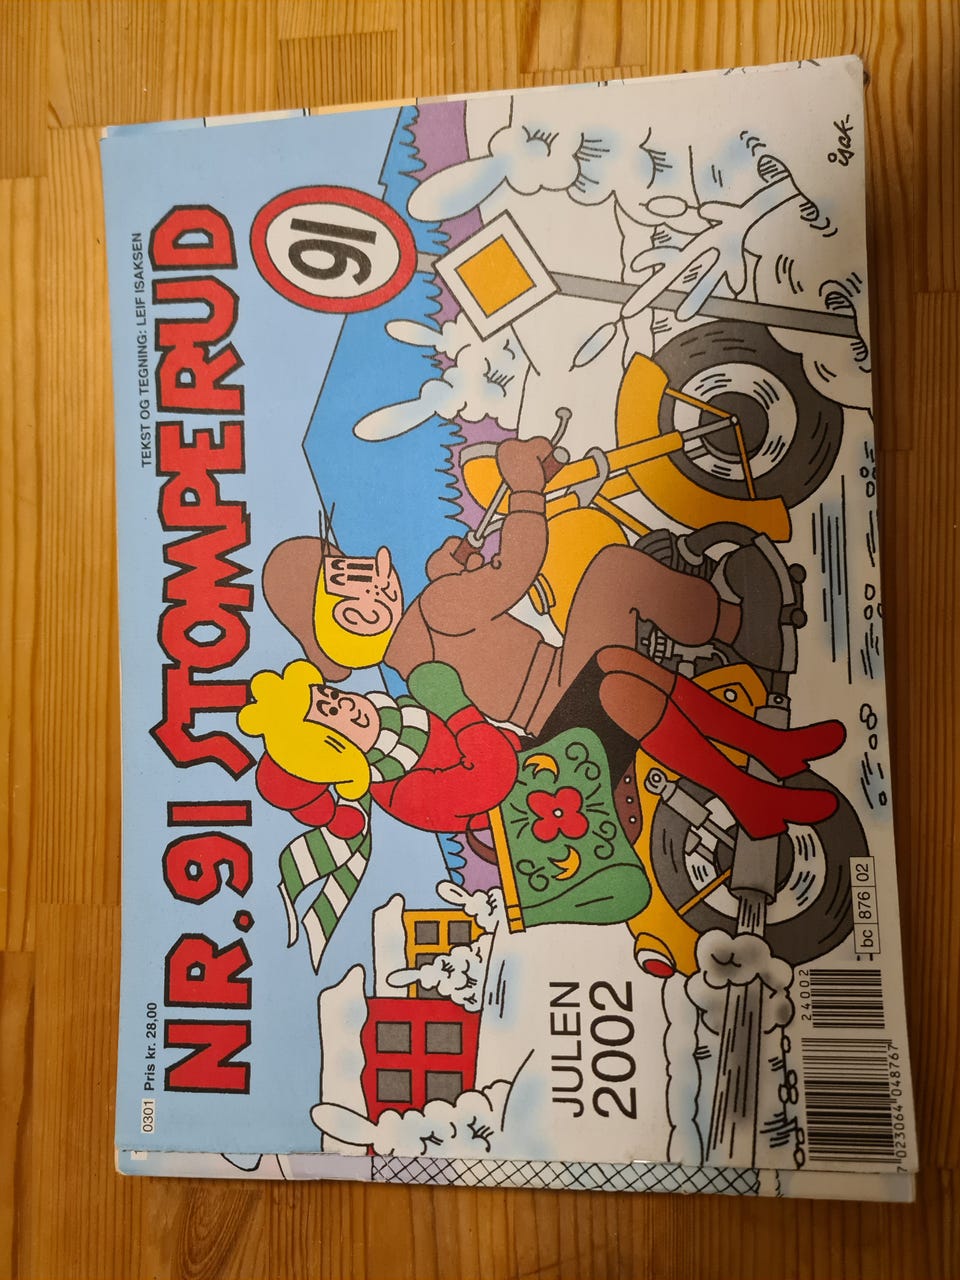 0301 Pris kr. 28,00
TEKST OG TEGNING: LEIF ISAKSEN
NR. 91 STOMPERUD
91
JULEN
2002
isak-
24002
7 023064 048767
bc 876 02